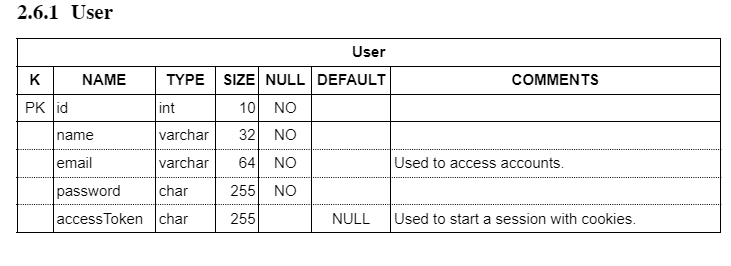 2.6.1 User
User
K NAME TYPE SIZE NULL DEFAULT COMMENTS
PK id int 10 NO
name varchar 32 NO
email varchar 64 NO Used to access accounts.
password char 255 NO
accessToken char 255 NULL Used to start a session with cookies.